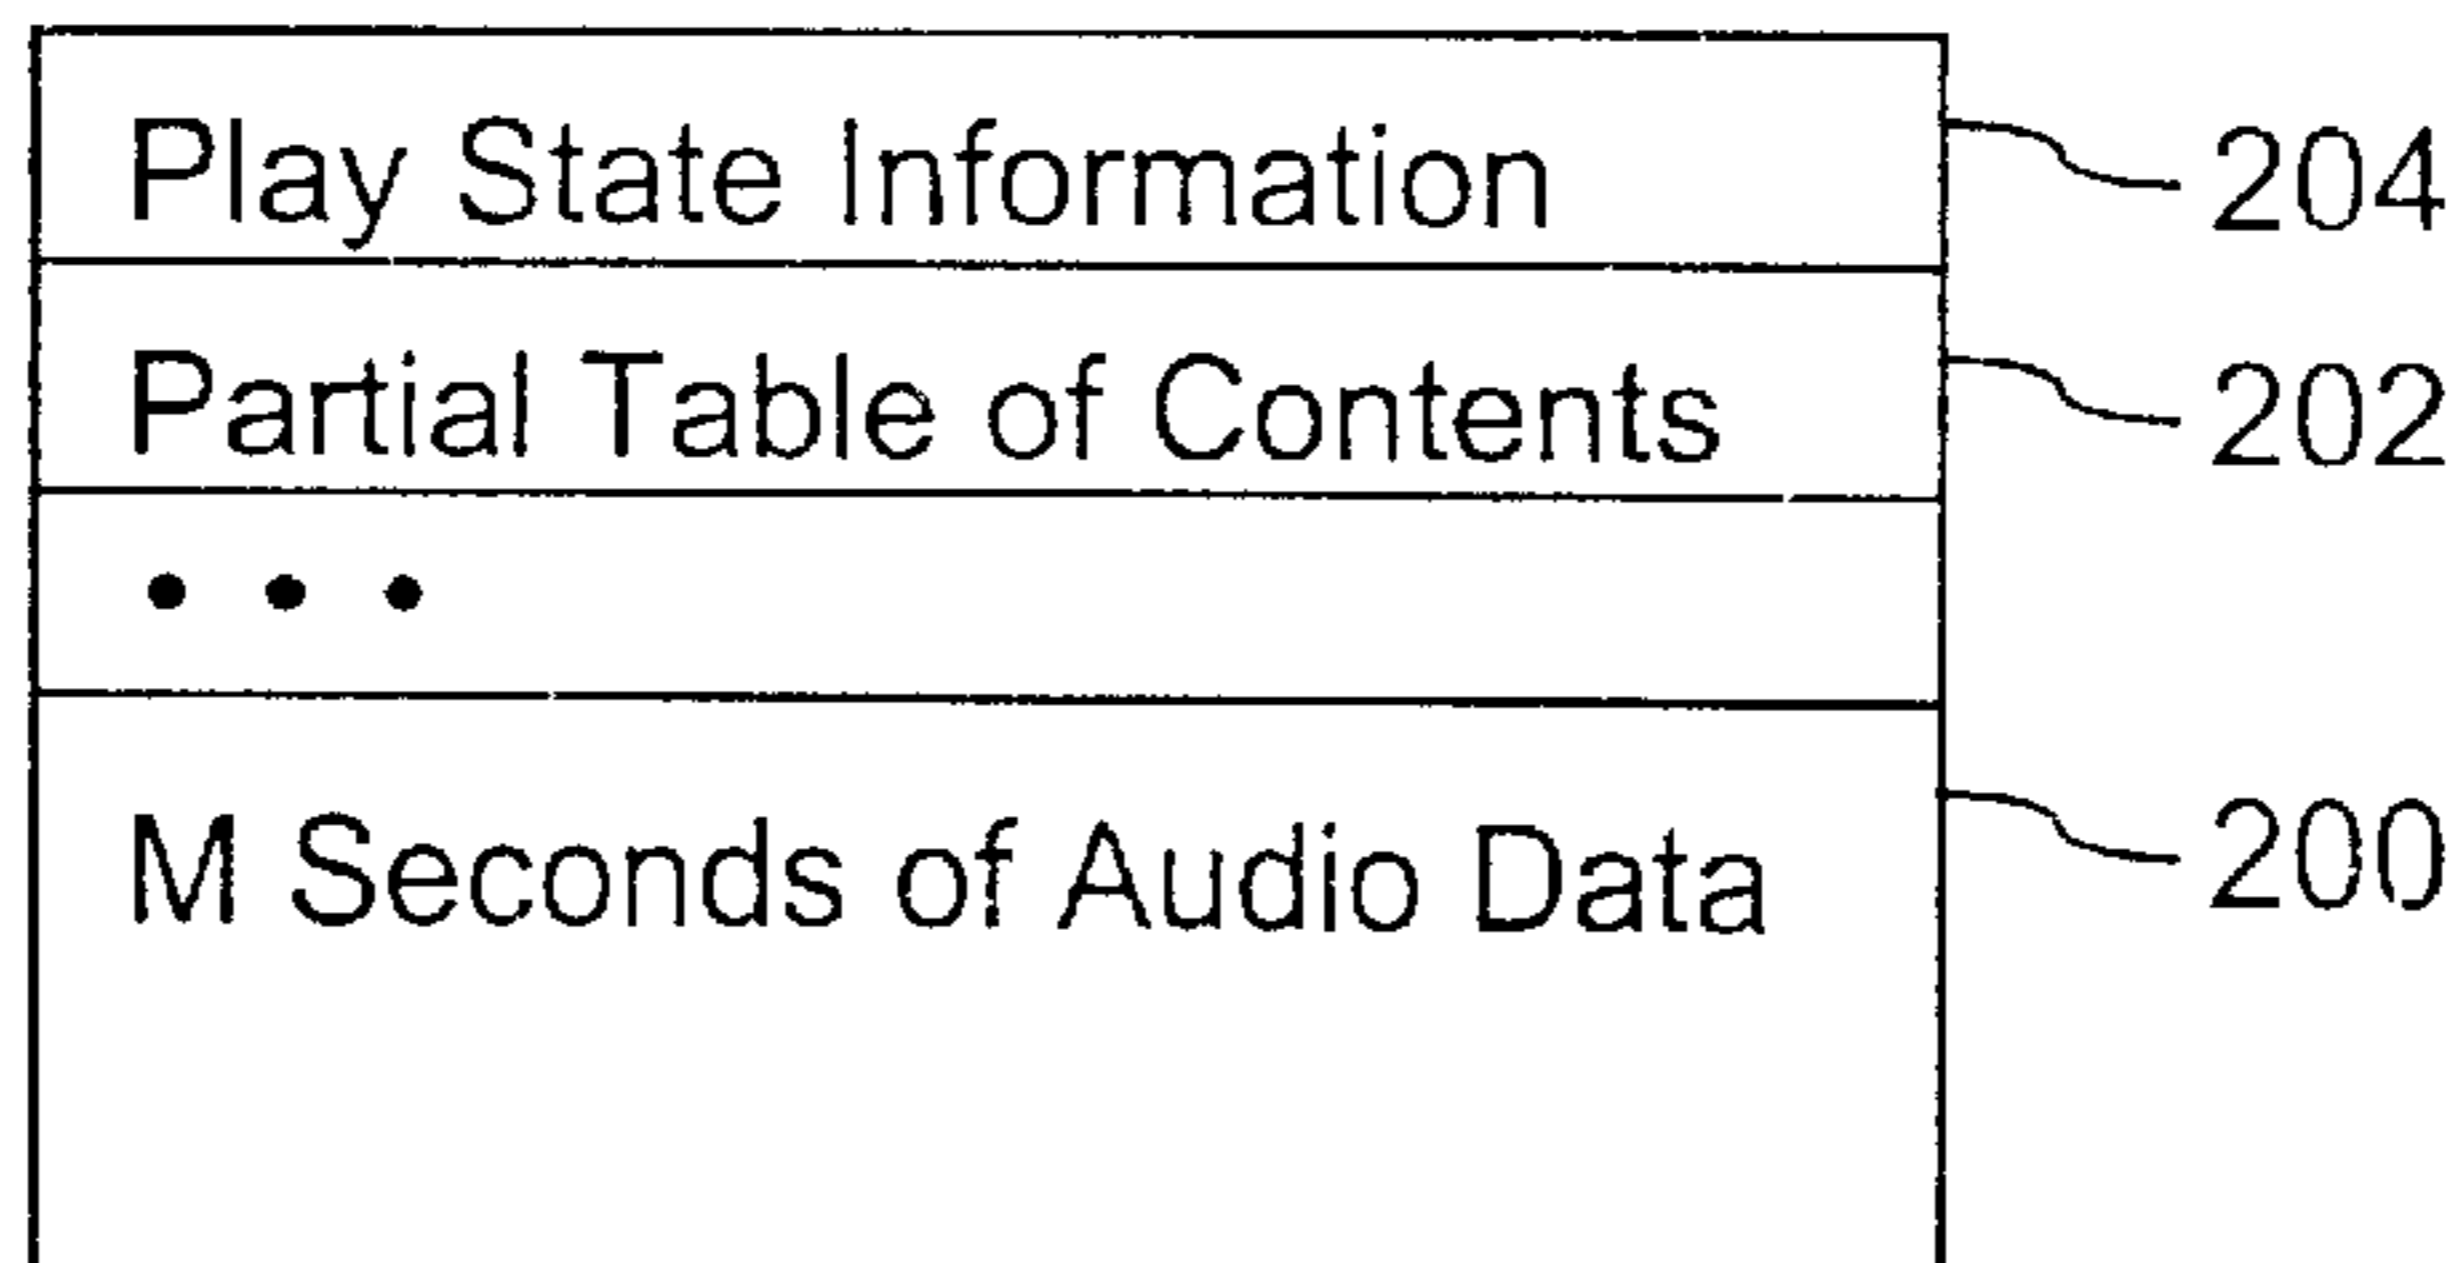 Play State Information 204
Partial Table of Contents 202
• • •
M Seconds of Audio Data 200